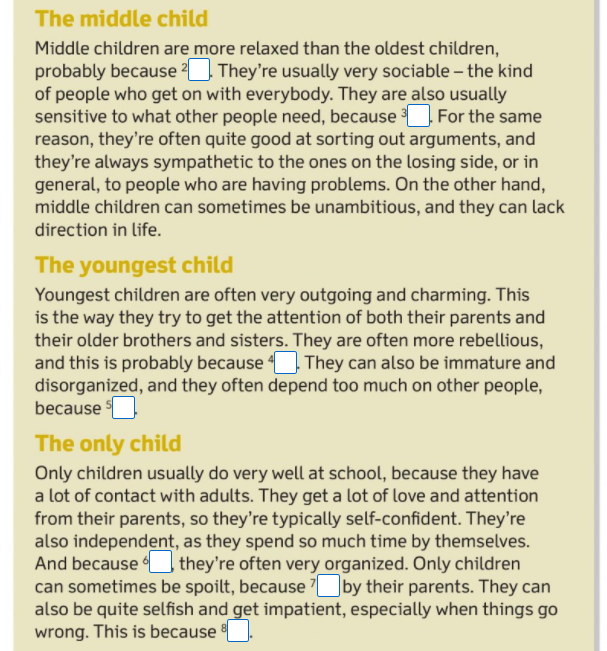 The middle child
Middle children are more relaxed than the oldest children,
probably because 2 . They're usually very sociable – the kind
of people who get on with everybody. They are also usually
sensitive to what other people need, because 3 . For the same
reason, they're often quite good at sorting out arguments, and
they're always sympathetic to the ones on the losing side, or in
general, to people who are having problems. On the other hand,
middle children can sometimes be unambitious, and they can lack
direction in life.
The youngest child
Youngest children are often very outgoing and charming. This
is the way they try to get the attention of both their parents and
their older brothers and sisters. They are often more rebellious,
and this is probably because 4 . They can also be immature and
disorganized, and they often depend too much on other people,
because 5 .
The only child
Only children usually do very well at school, because they have
a lot of contact with adults. They get a lot of love and attention
from their parents, so they're typically self-confident. They're
also independent, as they spend so much time by themselves.
And because 6 , they're often very organized. Only children
can sometimes be spoilt, because 7 by their parents. They can
also be quite selfish and get impatient, especially when things go
wrong. This is because 8 .